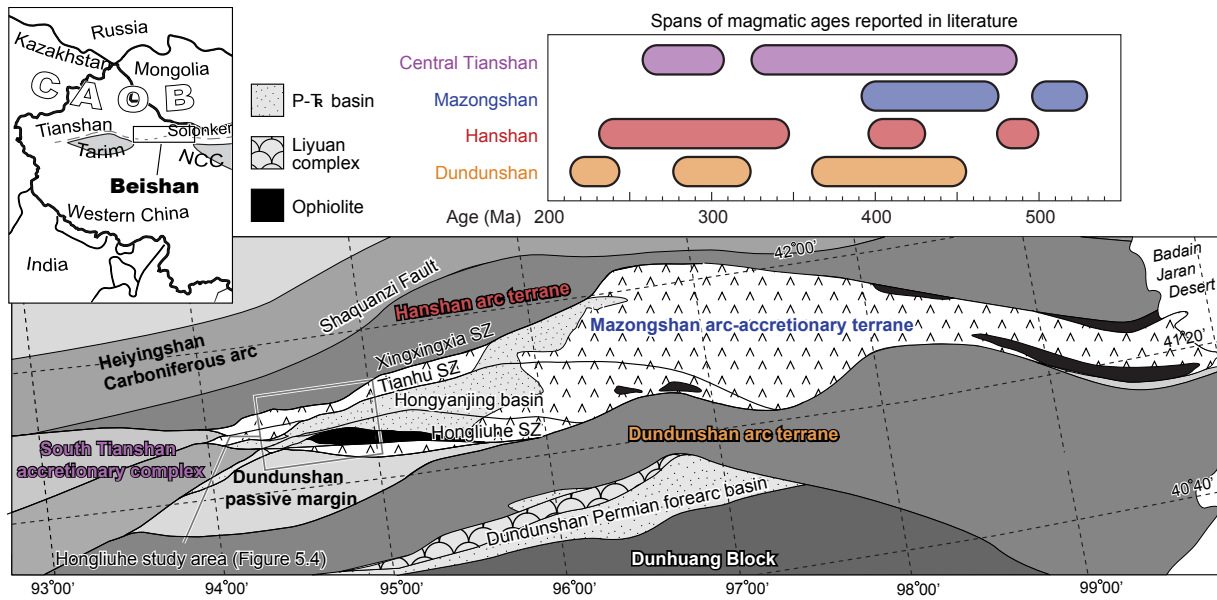 Russia
Kazakhstan
Mongolia
CAOB
Tianshan
Solonker
Tarim
NCC
Beishan
Western China
India
P-Tr basin
Liyuan
complex
Ophiolite
Spans of magmatic ages reported in literature
Central Tianshan
Mazongshan
Hanshan
Dundunshan
Age (Ma)
200
300
400
500
42°00'
Badain
Jaran
Desert
Shaquanzi Fault
Hanshan arc terrane
Mazongshan arc-accretionary terrane
41°20'
Heiyingshan
Carboniferous arc
Xingxingxia SZ
Tianhu SZ
Hongyanjing basin
Hongliuhe SZ
Dundunshan arc terrane
South Tianshan
accretionary complex
Dundunshan
passive margin
40°40'
Dundunshan Permian forearc basin
Hongliuhe study area (Figure 5.4)
Dunhuang Block
93°00'
94°00'
95°00'
96°00'
97°00'
98°00'
99°00'